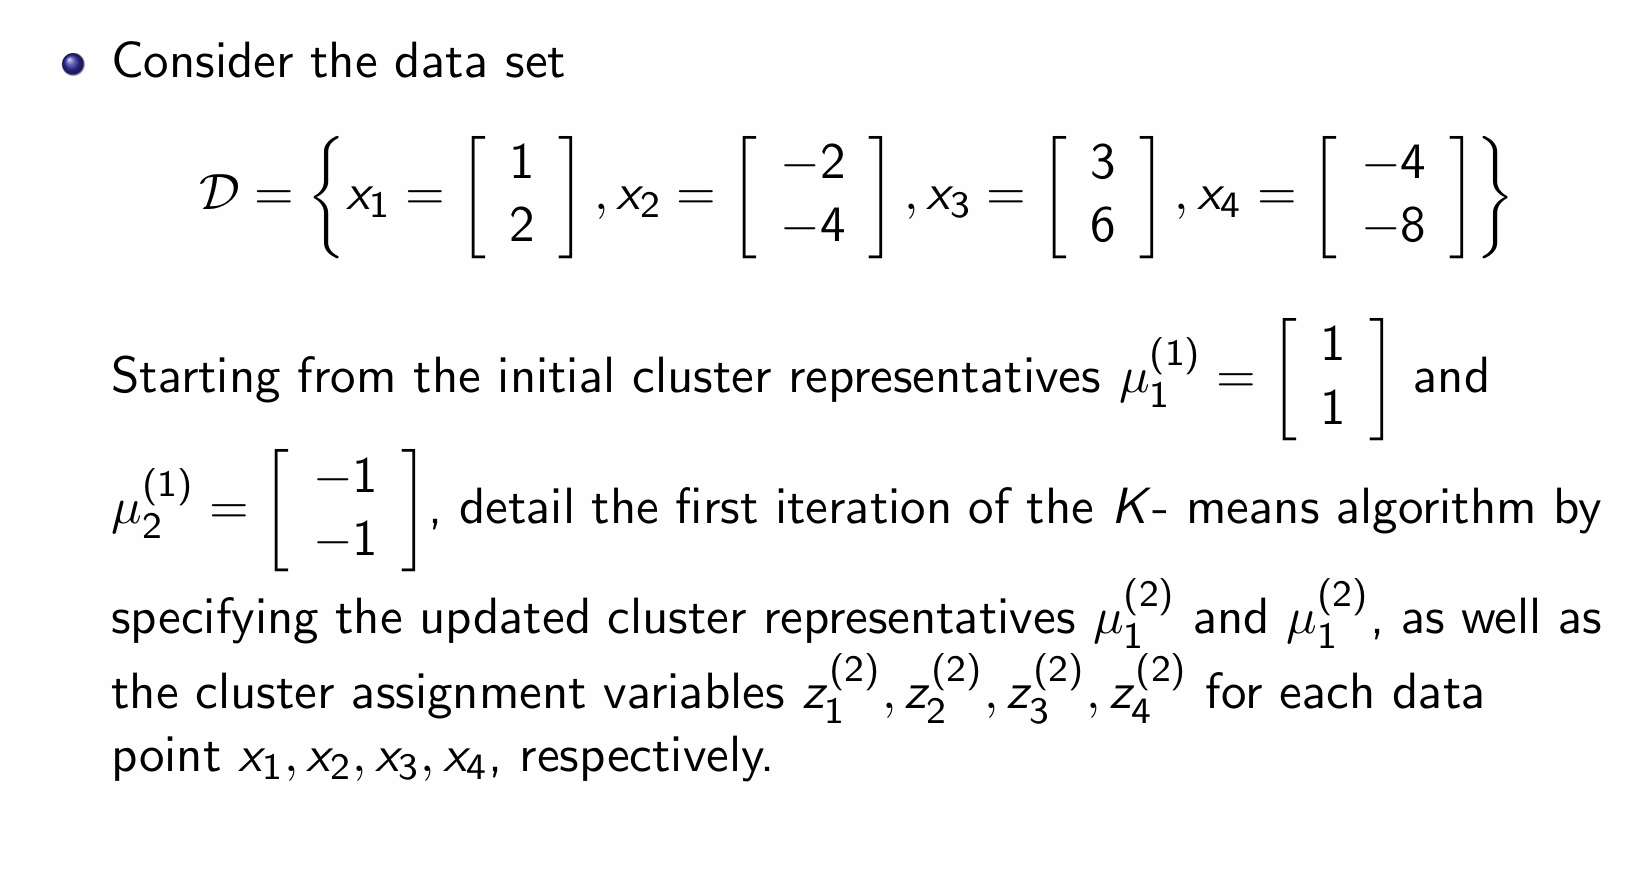 Consider the data set
$\mathcal{D} = \left\{ x_1 = \begin{bmatrix} 1 \\ 2 \end{bmatrix}, x_2 = \begin{bmatrix} -2 \\ -4 \end{bmatrix}, x_3 = \begin{bmatrix} 3 \\ 6 \end{bmatrix}, x_4 = \begin{bmatrix} -4 \\ -8 \end{bmatrix} \right\}$
Starting from the initial cluster representatives $\mu_1^{(1)} = \begin{bmatrix} 1 \\ 1 \end{bmatrix}$ and
$\mu_2^{(1)} = \begin{bmatrix} -1 \\ -1 \end{bmatrix}$, detail the first iteration of the $K$- means algorithm by
specifying the updated cluster representatives $\mu_1^{(2)}$ and $\mu_1^{(2)}$, as well as
the cluster assignment variables $z_1^{(2)}, z_2^{(2)}, z_3^{(2)}, z_4^{(2)}$ for each data
point $x_1, x_2, x_3, x_4$, respectively.